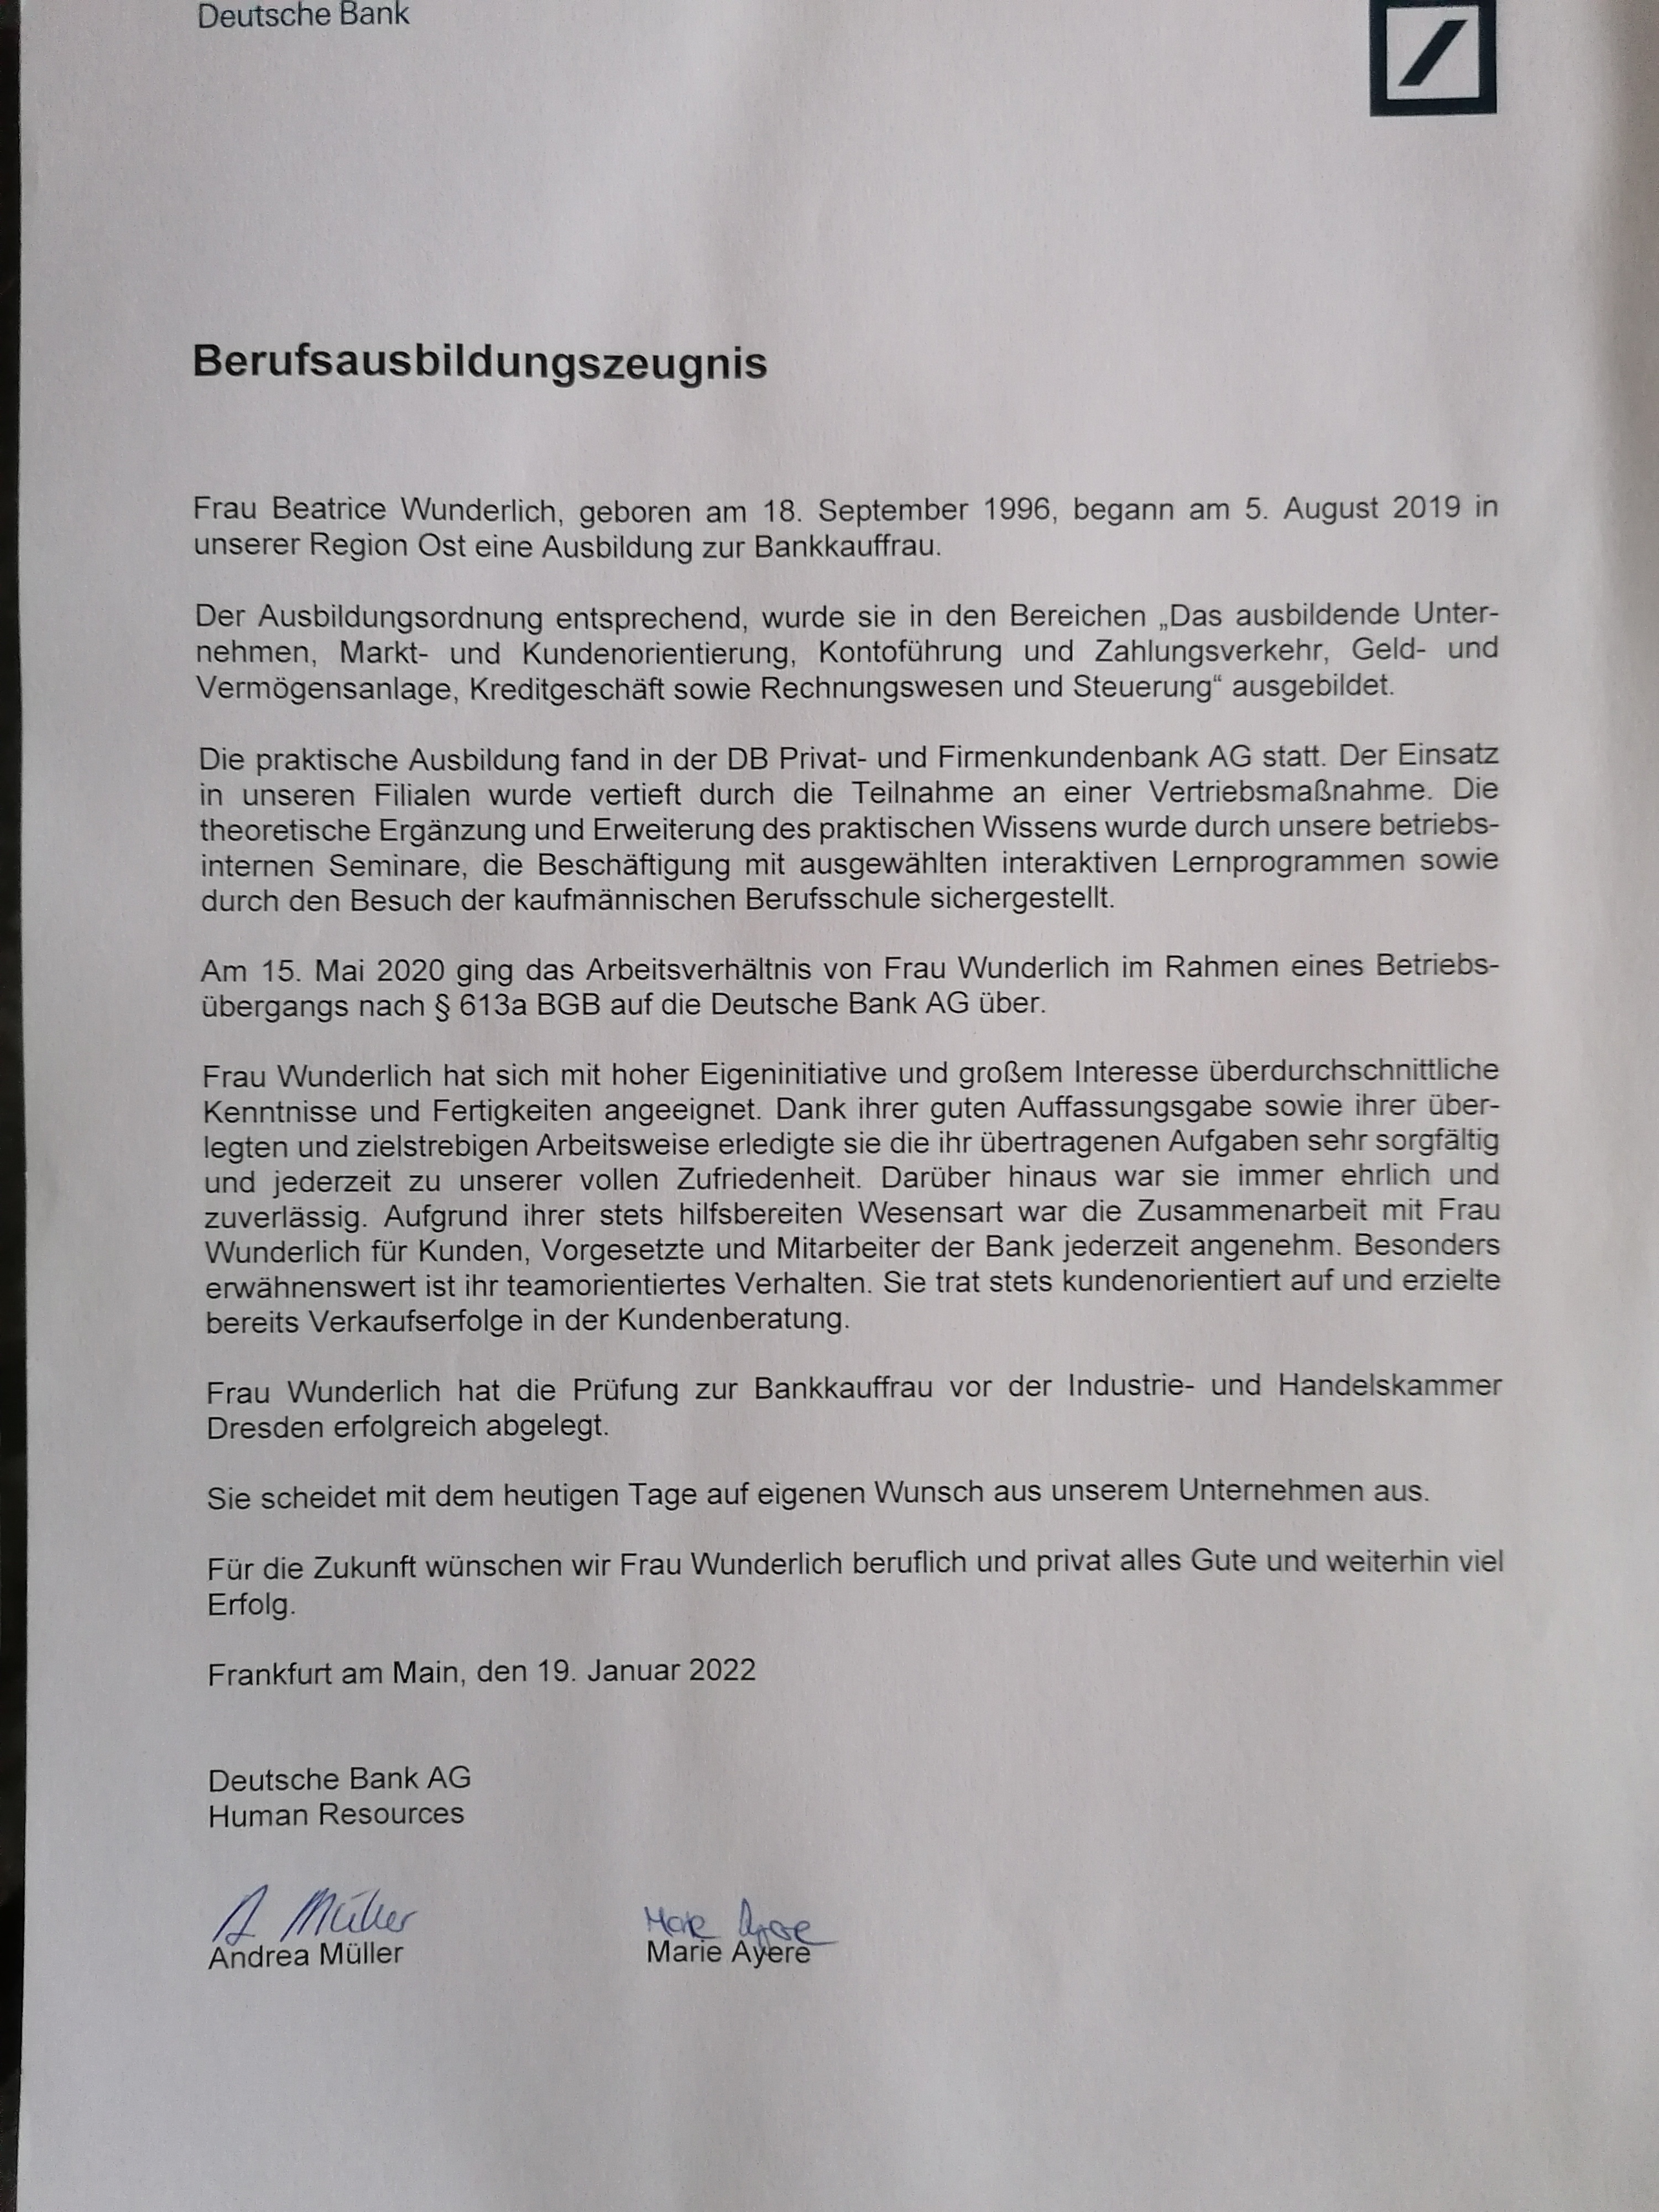 Deutsche Bank
Berufsausbildungszeugnis
Frau Beatrice Wunderlich, geboren am 18. September 1996, begann am 5. August 2019 in
unserer Region Ost eine Ausbildung zur Bankkauffrau.
Der Ausbildungsordnung entsprechend, wurde sie in den Bereichen „Das ausbildende Unter-
nehmen, Markt- und Kundenorientierung, Kontoführung und Zahlungsverkehr, Geld- und
Vermögensanlage, Kreditgeschäft sowie Rechnungswesen und Steuerung“ ausgebildet.
Die praktische Ausbildung fand in der DB Privat- und Firmenkundenbank AG statt. Der Einsatz
in unseren Filialen wurde vertieft durch die Teilnahme an einer Vertriebsmaßnahme. Die
theoretische Ergänzung und Erweiterung des praktischen Wissens wurde durch unsere betriebs-
internen Seminare, die Beschäftigung mit ausgewählten interaktiven Lernprogrammen sowie
durch den Besuch der kaufmännischen Berufsschule sichergestellt.
Am 15. Mai 2020 ging das Arbeitsverhältnis von Frau Wunderlich im Rahmen eines Betriebs-
übergangs nach § 613a BGB auf die Deutsche Bank AG über.
Frau Wunderlich hat sich mit hoher Eigeninitiative und großem Interesse überdurchschnittliche
Kenntnisse und Fertigkeiten angeeignet. Dank ihrer guten Auffassungsgabe sowie ihrer über-
legten und zielstrebigen Arbeitsweise erledigte sie die ihr übertragenen Aufgaben sehr sorgfältig
und jederzeit zu unserer vollen Zufriedenheit. Darüber hinaus war sie immer ehrlich und
zuverlässig. Aufgrund ihrer stets hilfsbereiten Wesensart war die Zusammenarbeit mit Frau
Wunderlich für Kunden, Vorgesetzte und Mitarbeiter der Bank jederzeit angenehm. Besonders
erwähnenswert ist ihr teamorientiertes Verhalten. Sie trat stets kundenorientiert auf und erzielte
bereits Verkaufserfolge in der Kundenberatung.
Frau Wunderlich hat die Prüfung zur Bankkauffrau vor der Industrie- und Handelskammer
Dresden erfolgreich abgelegt.
Sie scheidet mit dem heutigen Tage auf eigenen Wunsch aus unserem Unternehmen aus.
Für die Zukunft wünschen wir Frau Wunderlich beruflich und privat alles Gute und weiterhin viel
Erfolg.
Frankfurt am Main, den 19. Januar 2022
Deutsche Bank AG
Human Resources
A Müller Marie Ayere
Andrea Müller Marie Ayere